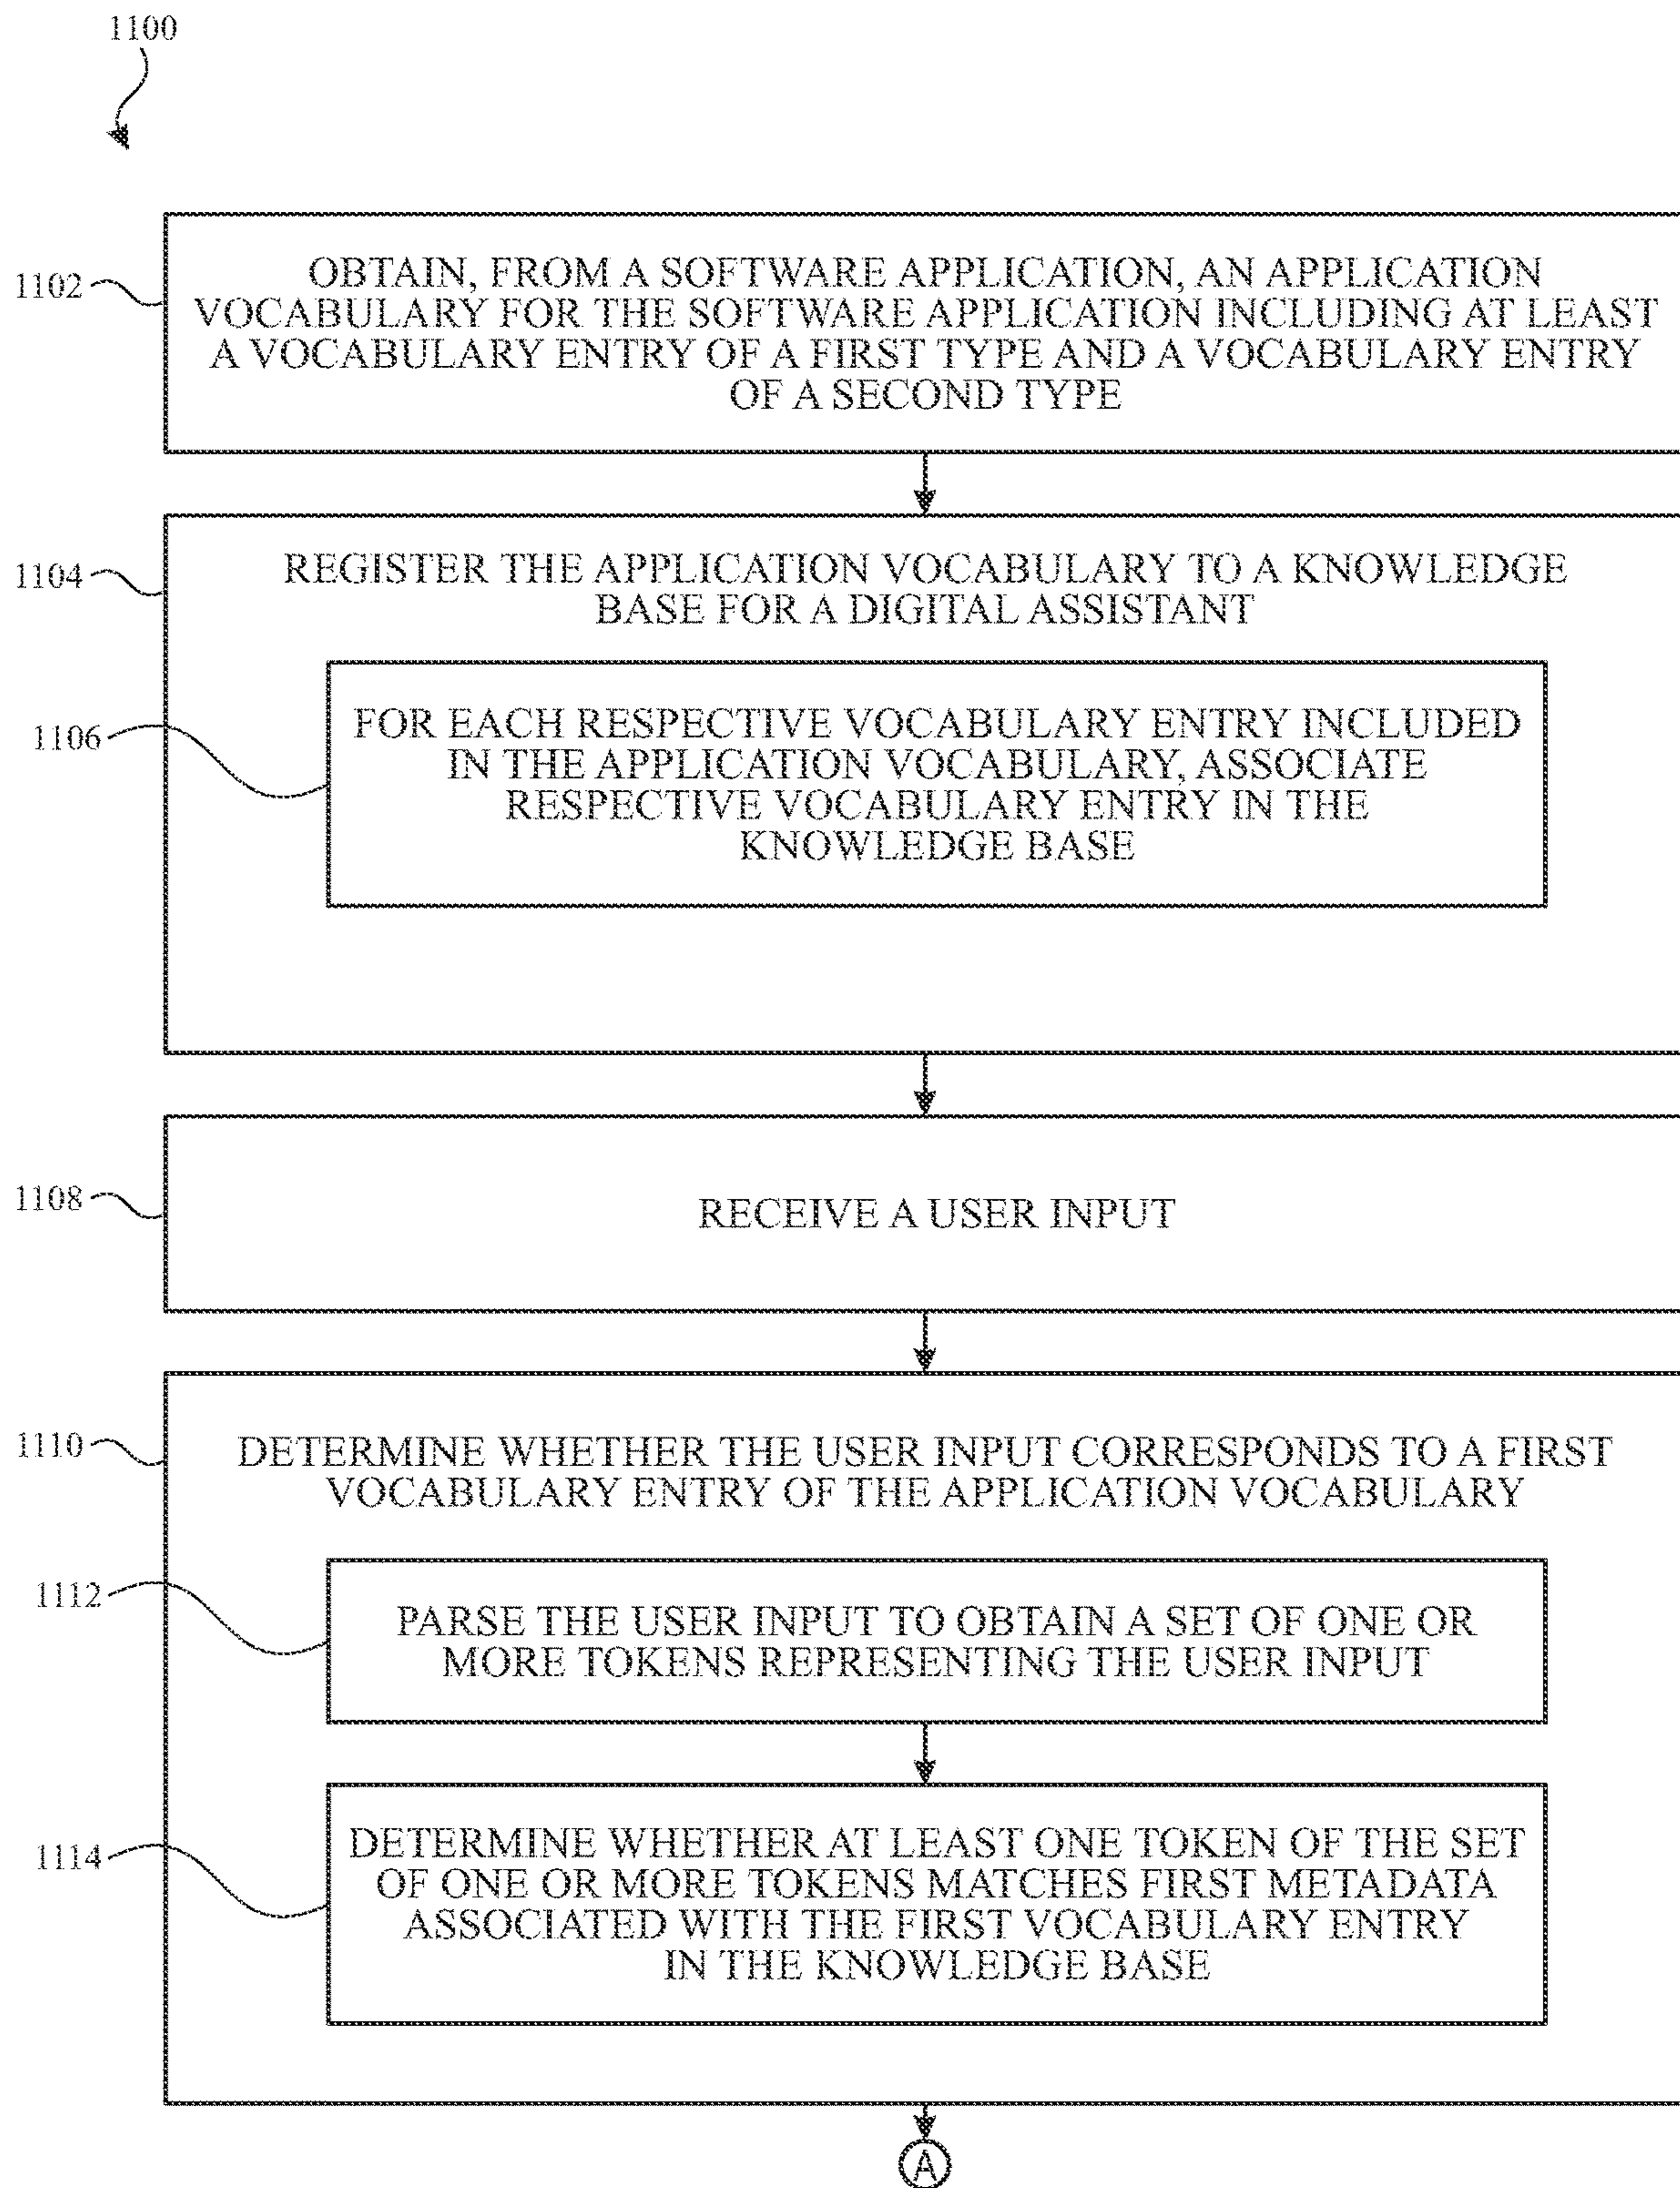 1100
1102
OBTAIN, FROM A SOFTWARE APPLICATION, AN APPLICATION
VOCABULARY FOR THE SOFTWARE APPLICATION INCLUDING AT LEAST
A VOCABULARY ENTRY OF A FIRST TYPE AND A VOCABULARY ENTRY
OF A SECOND TYPE
1104
REGISTER THE APPLICATION VOCABULARY TO A KNOWLEDGE
BASE FOR A DIGITAL ASSISTANT
1106
FOR EACH RESPECTIVE VOCABULARY ENTRY INCLUDED
IN THE APPLICATION VOCABULARY, ASSOCIATE
RESPECTIVE VOCABULARY ENTRY IN THE
KNOWLEDGE BASE
1108
RECEIVE A USER INPUT
1110
DETERMINE WHETHER THE USER INPUT CORRESPONDS TO A FIRST
VOCABULARY ENTRY OF THE APPLICATION VOCABULARY
1112
PARSE THE USER INPUT TO OBTAIN A SET OF ONE OR
MORE TOKENS REPRESENTING THE USER INPUT
1114
DETERMINE WHETHER AT LEAST ONE TOKEN OF THE SET
OF ONE OR MORE TOKENS MATCHES FIRST METADATA
ASSOCIATED WITH THE FIRST VOCABULARY ENTRY
IN THE KNOWLEDGE BASE
A